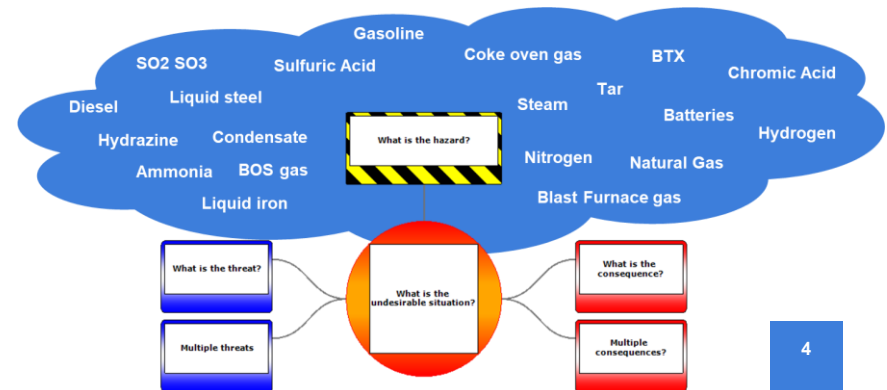 Gasoline
SO2 SO3
Sulfuric Acid
Coke oven gas
BTX
Chromic Acid
Diesel
Liquid steel
Steam
Tar
Batteries
Hydrazine
Condensate
What is the hazard?
Hydrogen
Ammonia
BOS gas
Nitrogen
Natural Gas
Liquid iron
Blast Furnace gas
What is the threat?
What is the
undesirable situation?
What is the
consequence?
Multiple threats
Multiple
consequences?
4